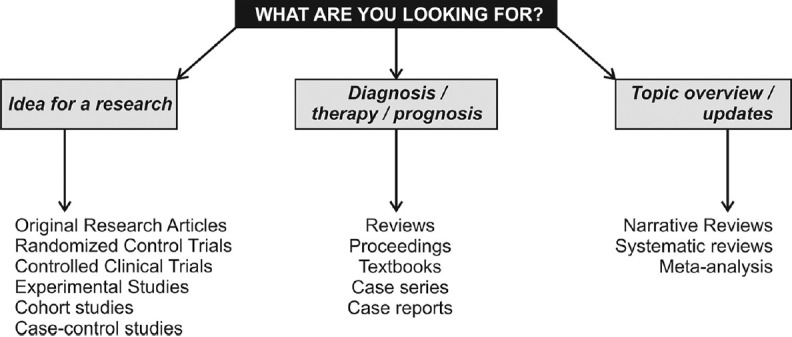 WHAT ARE YOU LOOKING FOR?
Idea for a research
Diagnosis /
therapy / prognosis
Topic overview /
updates
Original Research Articles
Randomized Control Trials
Controlled Clinical Trials
Experimental Studies
Cohort studies
Case-control studies
Reviews
Proceedings
Textbooks
Case series
Case reports
Narrative Reviews
Systematic reviews
Meta-analysis